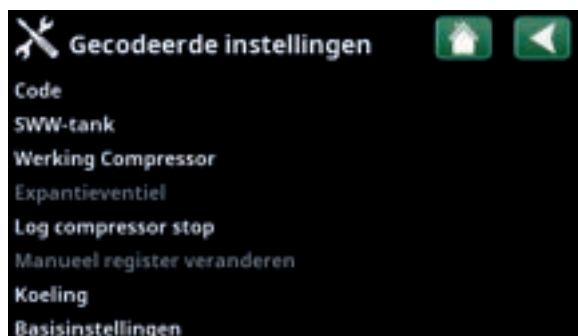 Gecodeerde instellingen
Code
SWW-tank
Werking Compressor
Expantieventiel
Log compressor stop
Manueel register veranderen
Koeling
Basisinstellingen